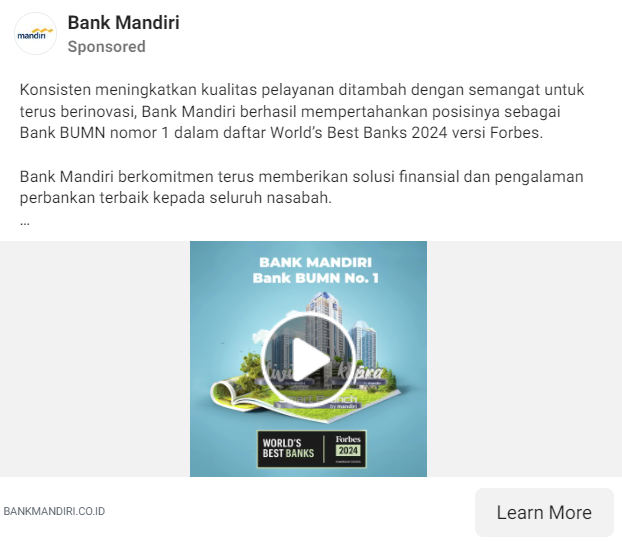 mandiri
Bank Mandiri
Sponsored
Konsisten meningkatkan kualitas pelayanan ditambah dengan semangat untuk
terus berinovasi, Bank Mandiri berhasil mempertahankan posisinya sebagai
Bank BUMN nomor 1 dalam daftar World’s Best Banks 2024 versi Forbes.
Bank Mandiri berkomitmen terus memberikan solusi finansial dan pengalaman
perbankan terbaik kepada seluruh nasabah.
...
BANK MANDIRI
Bank BUMN No. 1
kopra
by mandiri
by mandiri
WORLD'S
BEST BANKS
Forbes
2024
BANKMANDIRI.CO.ID
Learn More